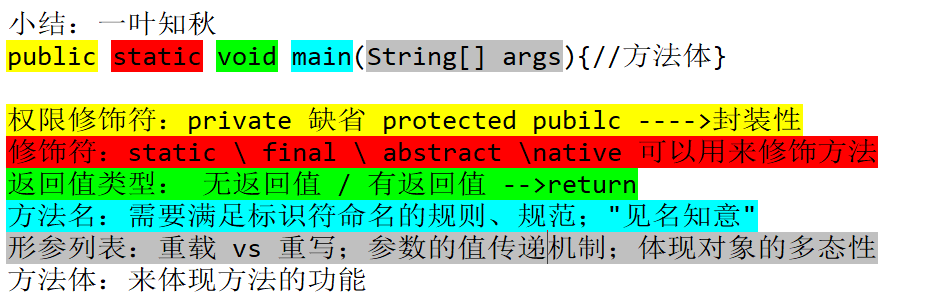 小结：一叶知秋
public static void main(String[] args){//方法体}
权限修饰符：private 缺省 protected pubilc ---->封装性
修饰符：static \ final \ abstract \native 可以用来修饰方法
返回值类型： 无返回值 / 有返回值 -->return
方法名：需要满足标识符命名的规则、规范；"见名知意"
形参列表：重载 vs 重写；参数的值传递机制；体现对象的多态性
方法体：来体现方法的功能